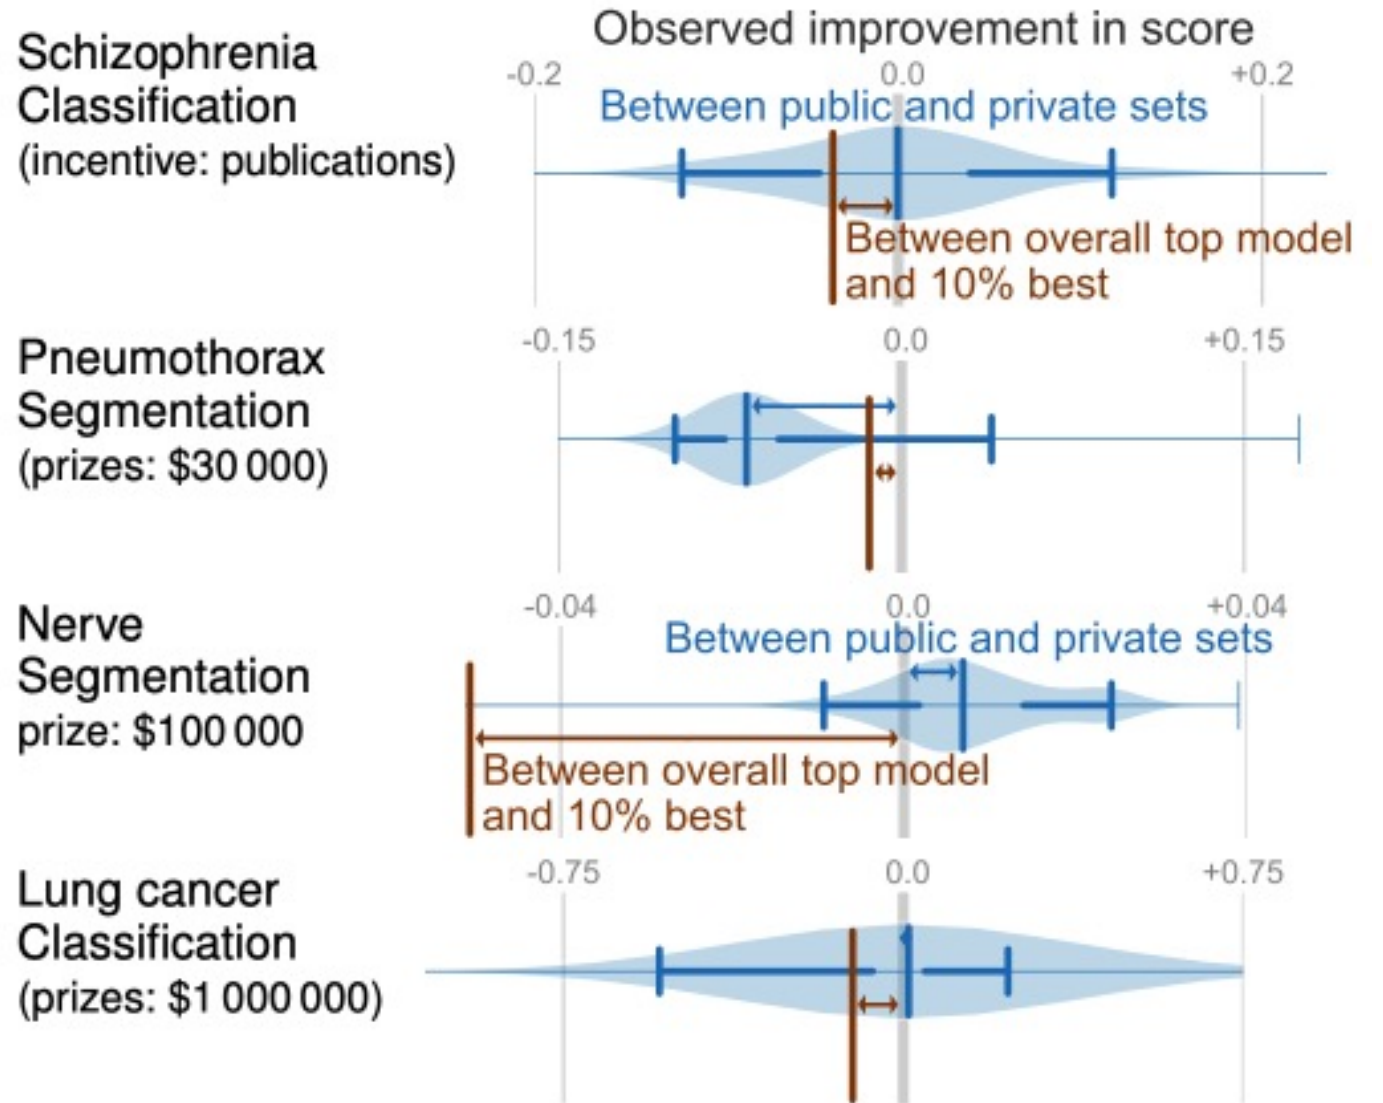 Observed improvement in score
Schizophrenia
Classification
(incentive: publications)
-0.2 0.0 +0.2
Between public and private sets
Between overall top model
and 10% best
Pneumothorax
Segmentation
(prizes: $30 000)
-0.15 0.0 +0.15
Nerve
Segmentation
prize: $100 000
-0.04 0.0 +0.04
Between public and private sets
Between overall top model
and 10% best
Lung cancer
Classification
(prizes: $1 000 000)
-0.75 0.0 +0.75